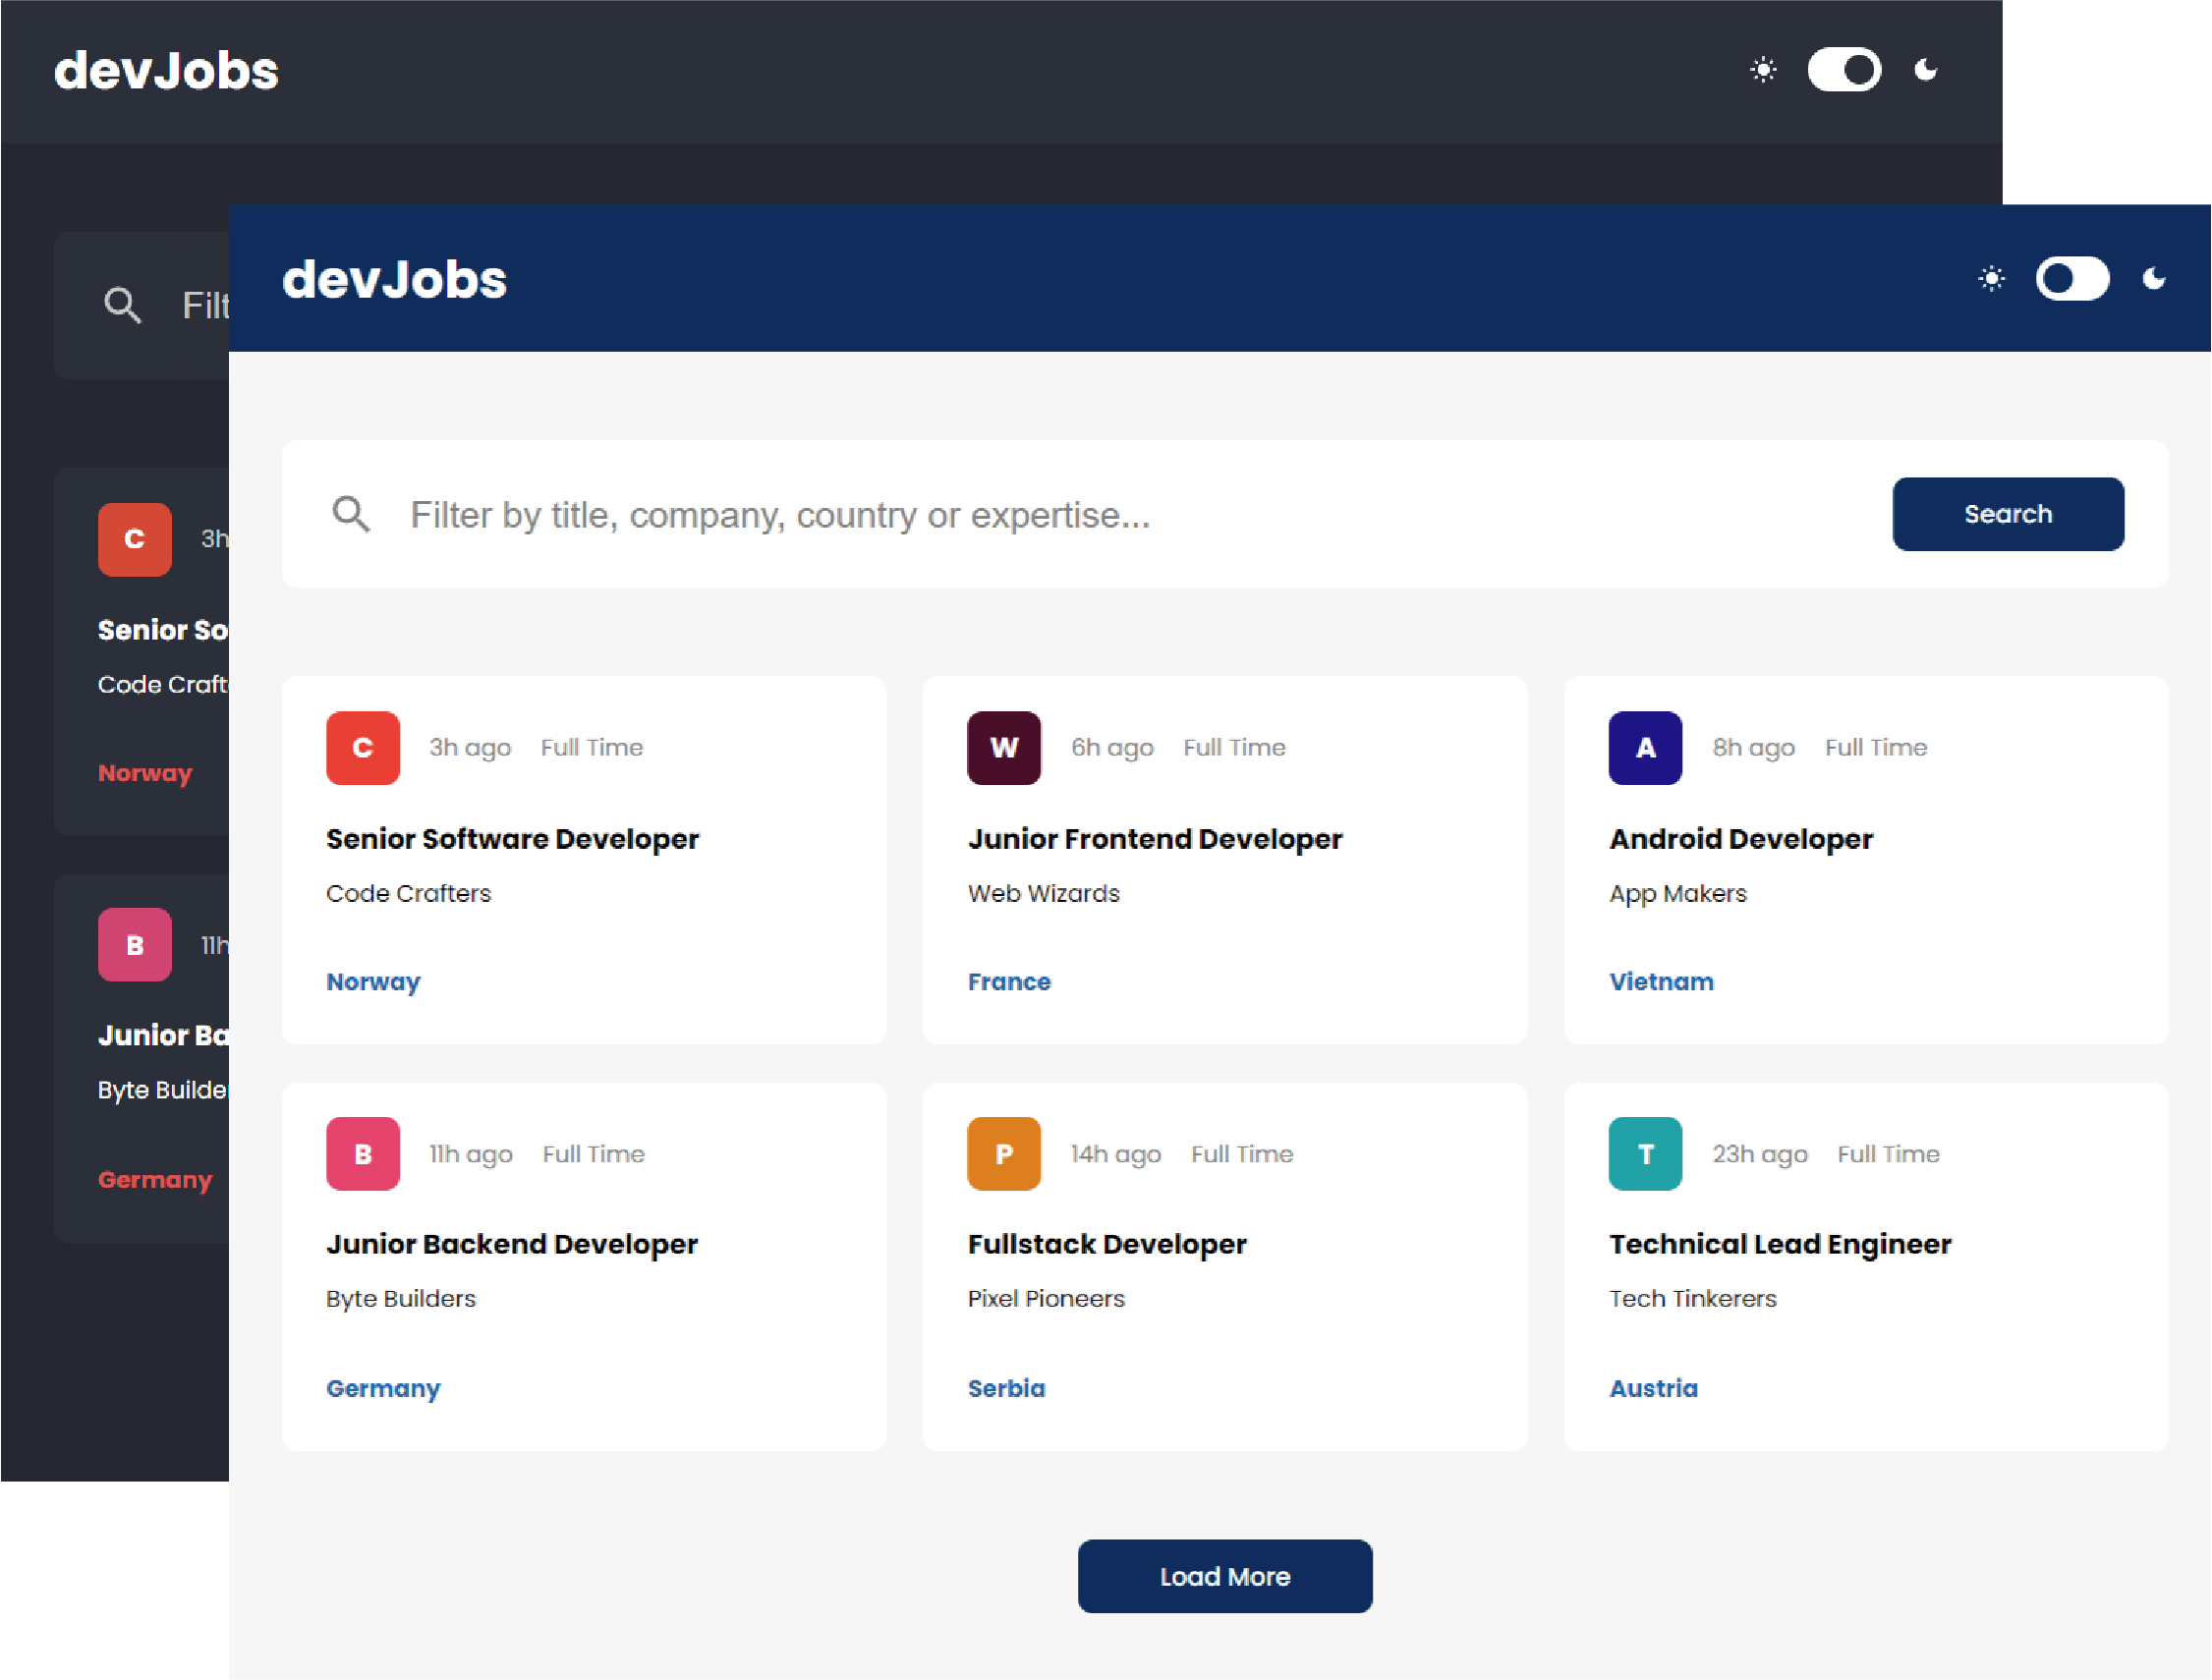 devJobs
Filt
C 3h
Senior So
Code Craft
Norway
B 11h
Junior Ba
Byte Builde
Germany
devJobs
Filter by title, company, country or expertise...
Search
C 3h ago Full Time
Senior Software Developer
Code Crafters
Norway
W 6h ago Full Time
Junior Frontend Developer
Web Wizards
France
A 8h ago Full Time
Android Developer
App Makers
Vietnam
B 11h ago Full Time
Junior Backend Developer
Byte Builders
Germany
P 14h ago Full Time
Fullstack Developer
Pixel Pioneers
Serbia
T 23h ago Full Time
Technical Lead Engineer
Tech Tinkerers
Austria
Load More